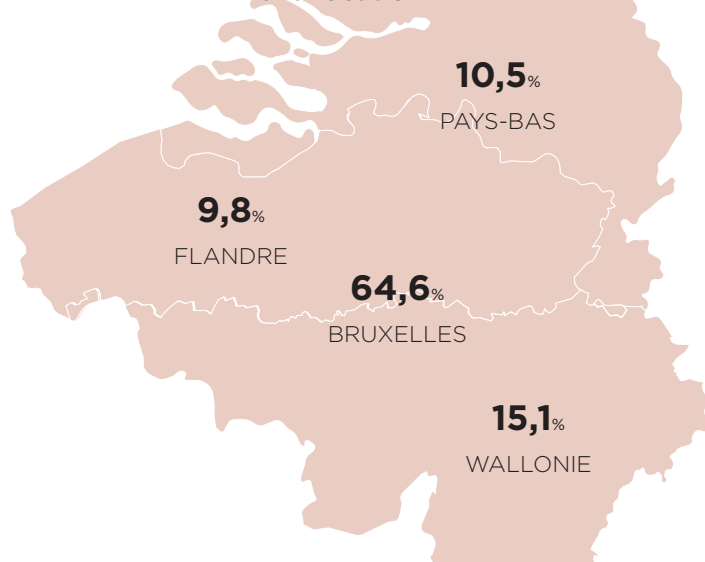 10,5%
PAYS-BAS
9,8%
FLANDRE
64,6%
BRUXELLES
15,1%
WALLONIE